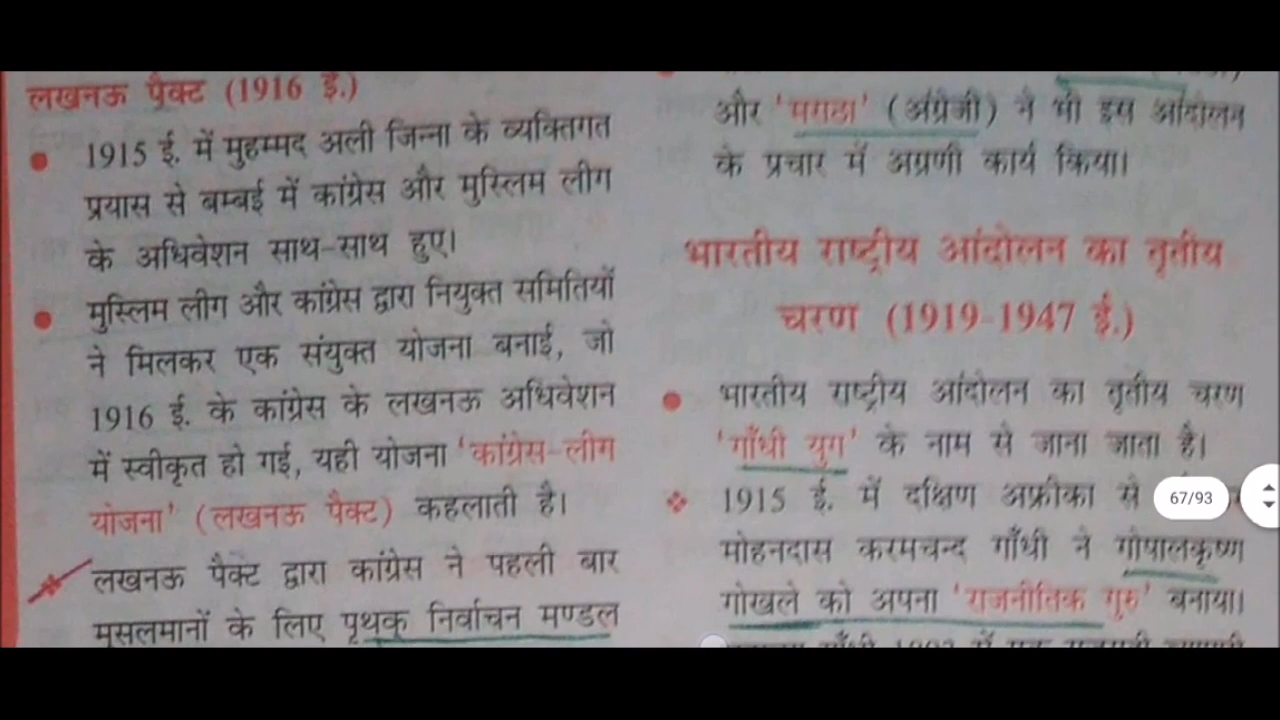 लखनऊ पैक्ट (1916 ई.)
1915 ई. में मुहम्मद अली जिन्ना के व्यक्तिगत
प्रयास से बम्बई में कांग्रेस और मुस्लिम लीग
के अधिवेशन साथ-साथ हुए।
मुस्लिम लीग और कांग्रेस द्वारा नियुक्त समितियों
ने मिलकर एक संयुक्त योजना बनाई, जो
1916 ई. के कांग्रेस के लखनऊ अधिवेशन
में स्वीकृत हो गई, यही योजना 'कांग्रेस-लीग
योजना' (लखनऊ पैक्ट) कहलाती है।
लखनऊ पैक्ट द्वारा कांग्रेस ने पहली बार
मुसलमानों के लिए पृथक् निर्वाचन मण्डल
और 'मराठा' (अंग्रेजी) ने भी इस आंदोलन
के प्रचार में अग्रणी कार्य किया।
भारतीय राष्ट्रीय आंदोलन का तृतीय
चरण (1919-1947 ई.)
भारतीय राष्ट्रीय आंदोलन का तृतीय चरण
'गाँधी युग' के नाम से जाना जाता है।
1915 ई. में दक्षिण अफ्रीका से
मोहनदास करमचन्द गाँधी ने गोपालकृष्ण
गोखले को अपना 'राजनीतिक गुरु' बनाया।
67/93